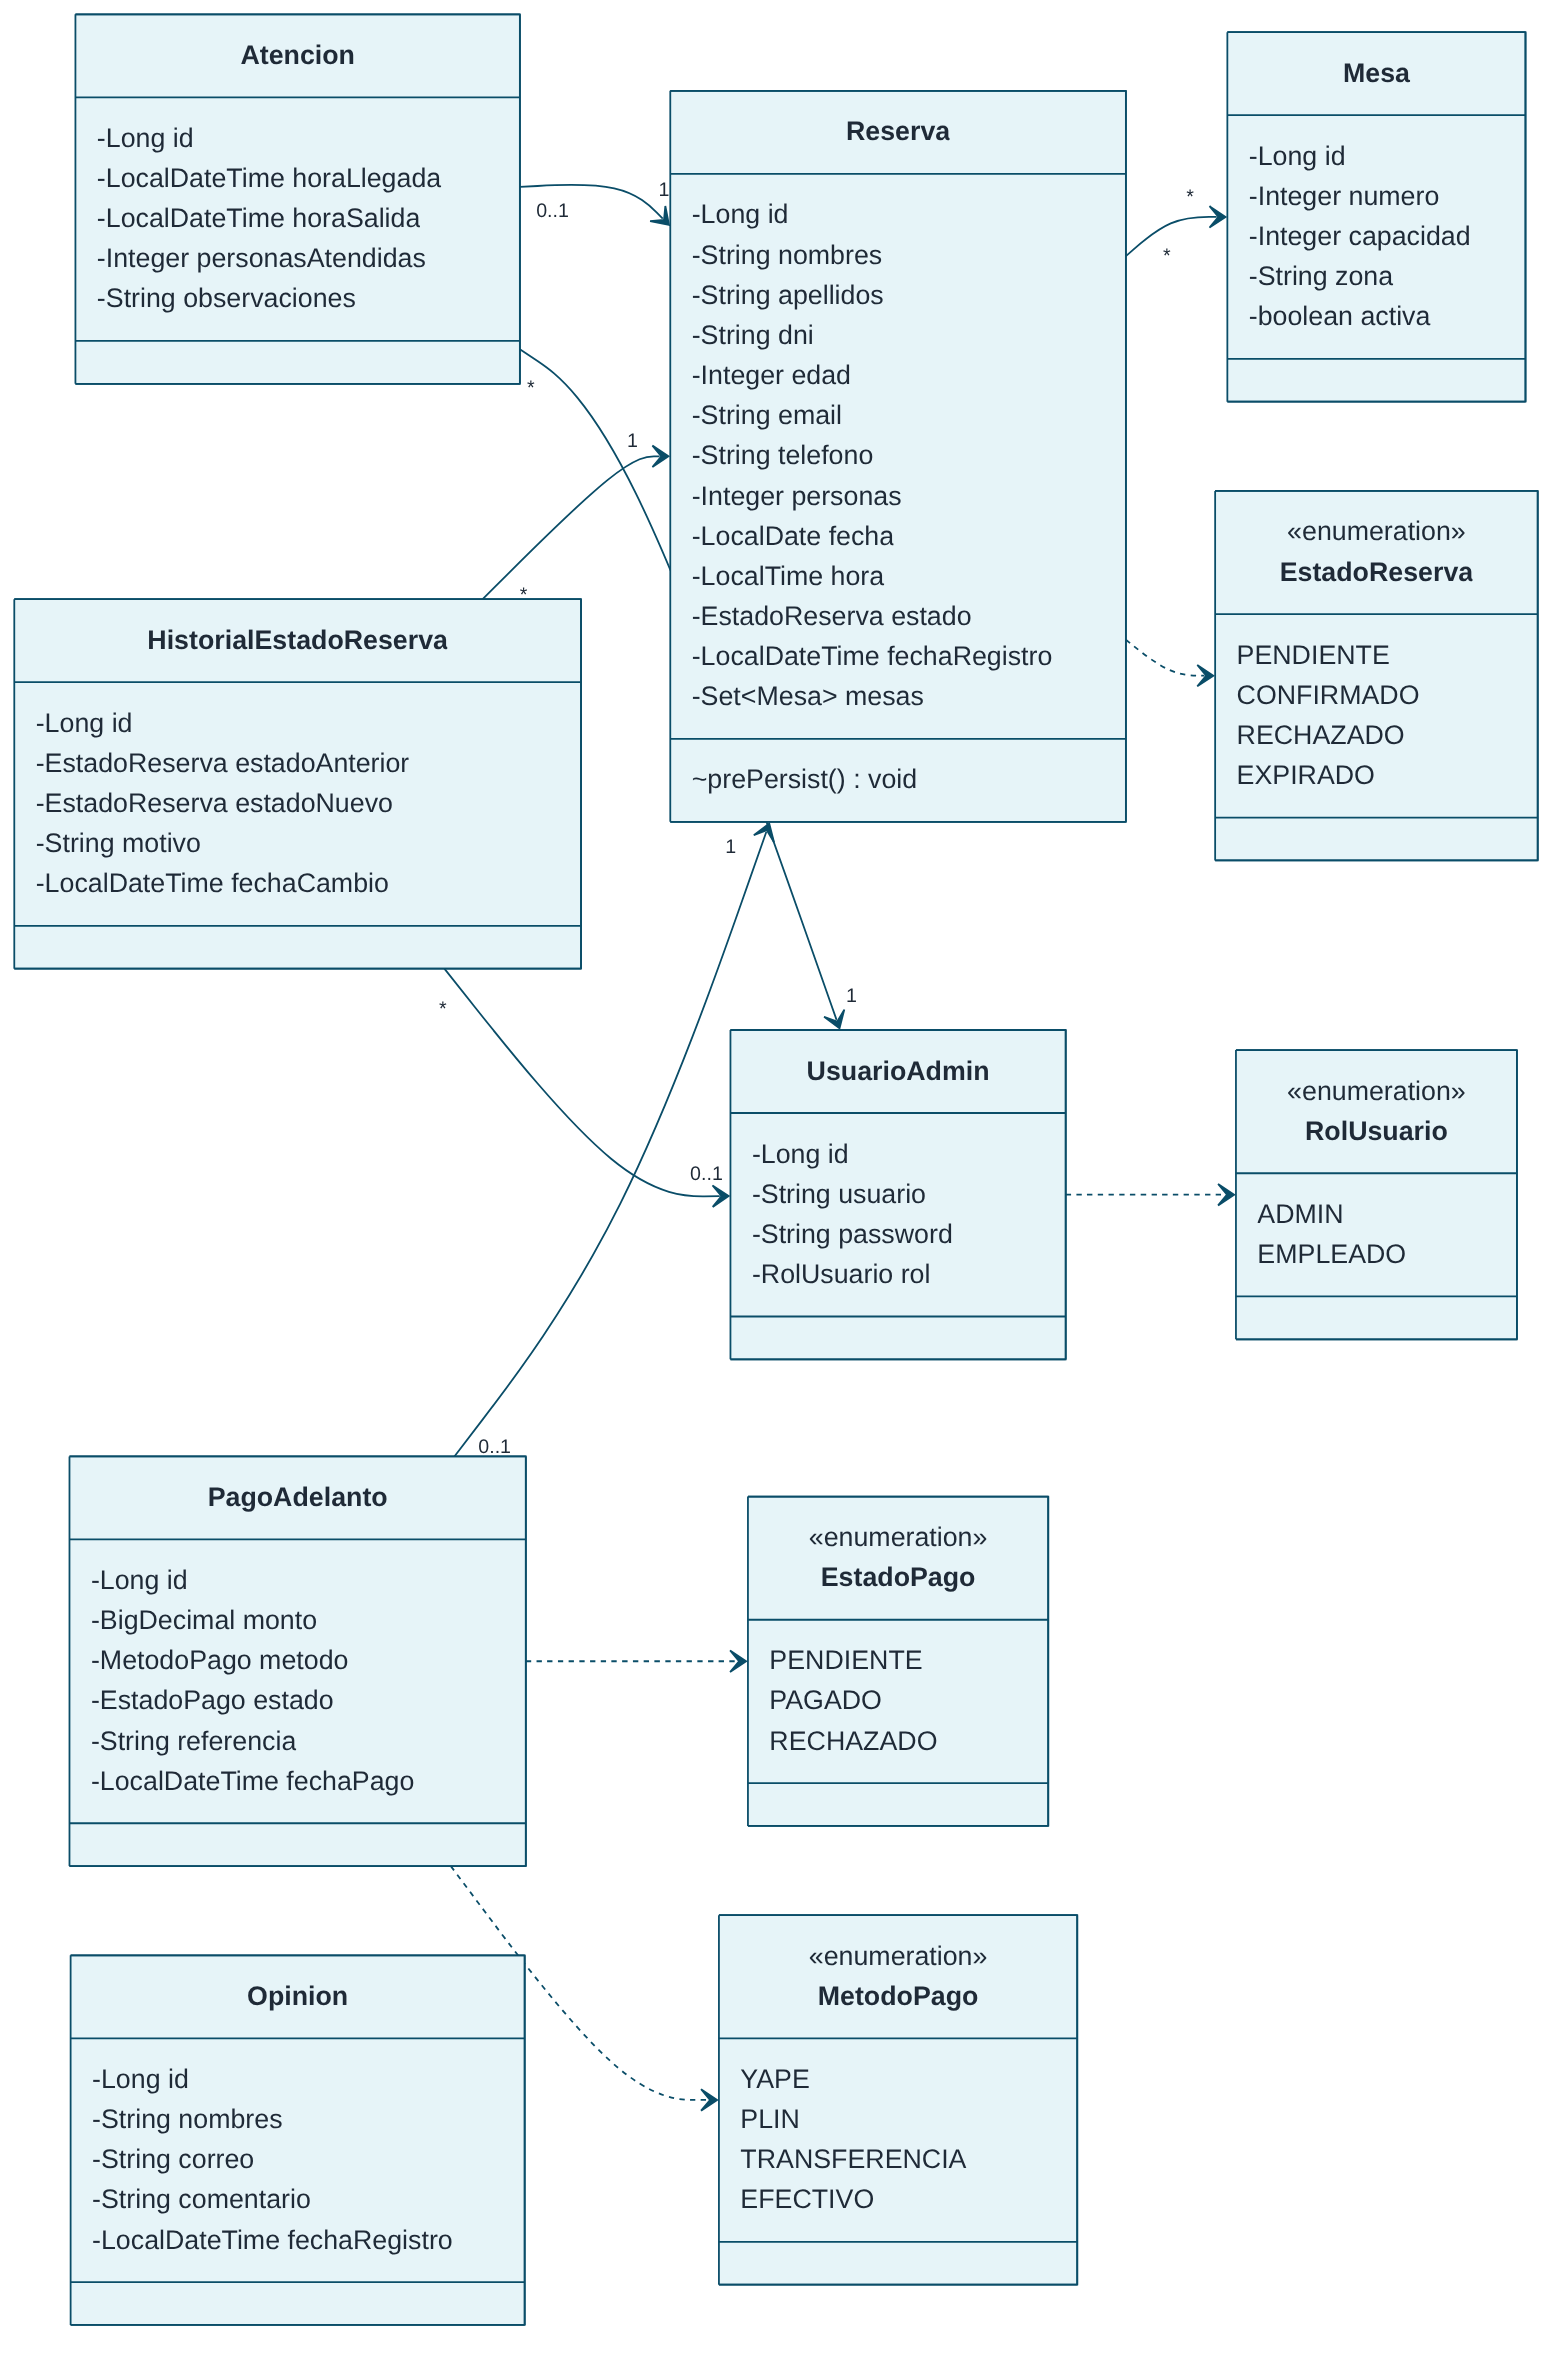 Atencion
-Long id
-LocalDateTime horaLlegada
-LocalDateTime horaSalida
-Integer personasAtendidas
-String observaciones
0..1
1
*
Reserva
-Long id
-String nombres
-String apellidos
-String dni
-Integer edad
-String email
-String telefono
-Integer personas
-LocalDate fecha
-LocalTime hora
-EstadoReserva estado
-LocalDateTime fechaRegistro
-Set<Mesa> mesas
~prePersist() : void
*
*
Mesa
-Long id
-Integer numero
-Integer capacidad
-String zona
-boolean activa
«enumeration»
EstadoReserva
PENDIENTE
CONFIRMADO
RECHAZADO
EXPIRADO
1
*
HistorialEstadoReserva
-Long id
-EstadoReserva estadoAnterior
-EstadoReserva estadoNuevo
-String motivo
-LocalDateTime fechaCambio
*
0..1
1
1
UsuarioAdmin
-Long id
-String usuario
-String password
-RolUsuario rol
«enumeration»
RolUsuario
ADMIN
EMPLEADO
0..1
PagoAdelanto
-Long id
-BigDecimal monto
-MetodoPago metodo
-EstadoPago estado
-String referencia
-LocalDateTime fechaPago
«enumeration»
EstadoPago
PENDIENTE
PAGADO
RECHAZADO
Opinion
-Long id
-String nombres
-String correo
-String comentario
-LocalDateTime fechaRegistro
«enumeration»
MetodoPago
YAPE
PLIN
TRANSFERENCIA
EFECTIVO